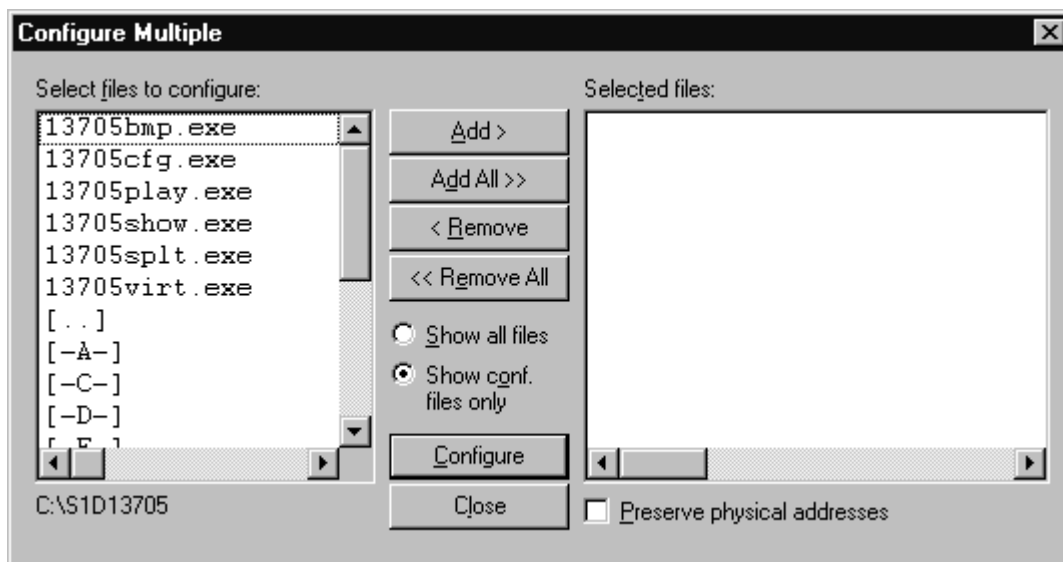 Configure Multiple
Select files to configure:
13705bmp.exe
13705cfg.exe
13705play.exe
13705show.exe
13705splt.exe
13705virt.exe
[..]
[-A-]
[-C-]
[-D-]
C:\S1D13705
Add >
Add All >>
< Remove
<< Remove All
Show all files
Show conf.
files only
Configure
Close
Selected files:
Preserve physical addresses